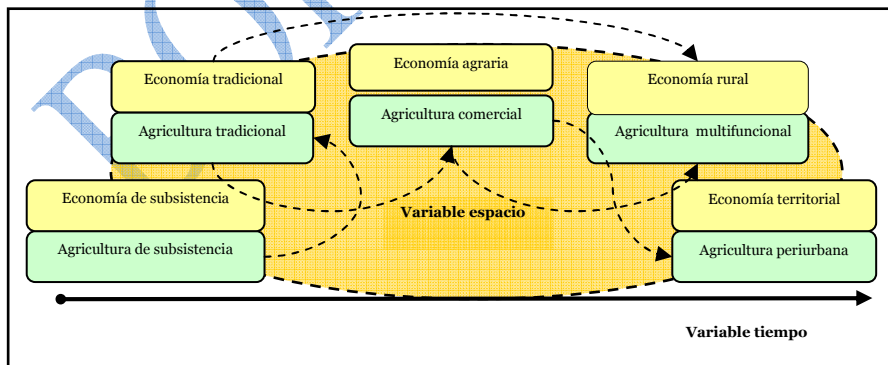 Economía tradicional
Agricultura tradicional
Economía agraria
Agricultura comercial
Economía rural
Agricultura multifuncional
Economía de subsistencia
Agricultura de subsistencia
Variable espacio
Economía territorial
Agricultura periurbana
Variable tiempo